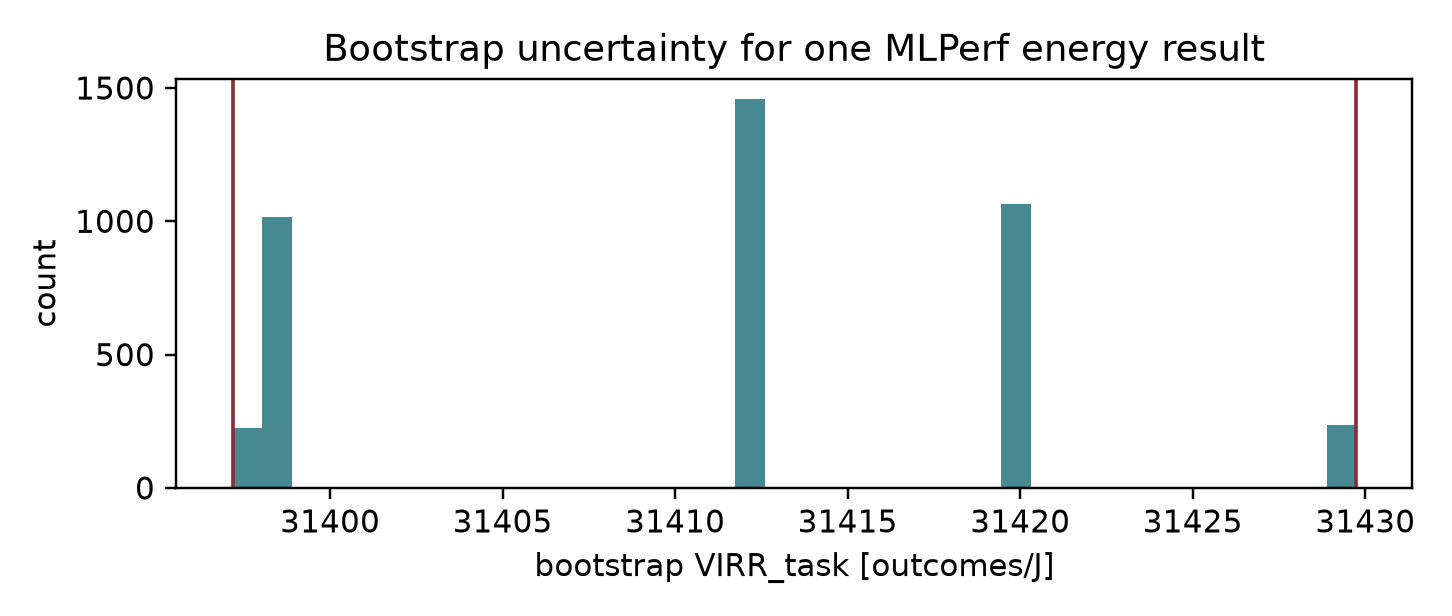 Bootstrap uncertainty for one MLPerf energy result
count
1500
1000
500
0
31400 31405 31410 31415 31420 31425 31430
bootstrap VIRR_task [outcomes/J]